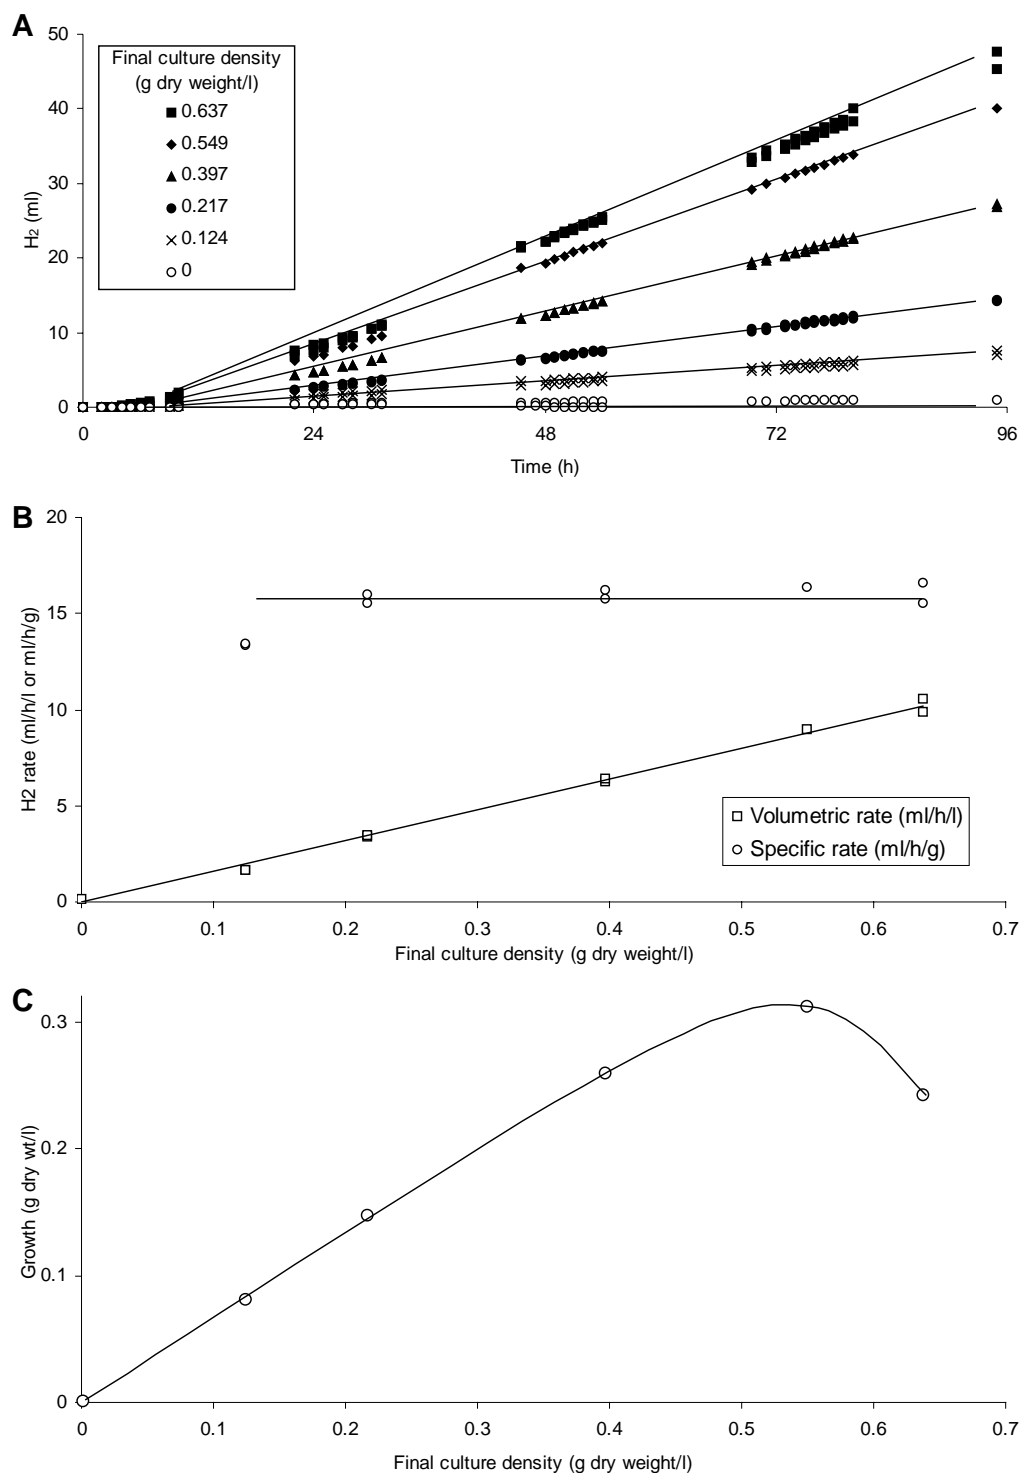 A
Final culture density
(g dry weight/l)
0.637
0.549
0.397
0.217
0.124
0
50
40
30
20
10
0
H2 (ml)
0 24 48 72 96
Time (h)
B
20
15
10
5
0
H2 rate (ml/h/l or ml/h/g)
Volumetric rate (ml/h/l)
Specific rate (ml/h/g)
0 0.1 0.2 0.3 0.4 0.5 0.6 0.7
Final culture density (g dry weight/l)
C
0.3
0.2
0.1
0
Growth (g dry wt/l)
0 0.1 0.2 0.3 0.4 0.5 0.6 0.7
Final culture density (g dry weight/l)